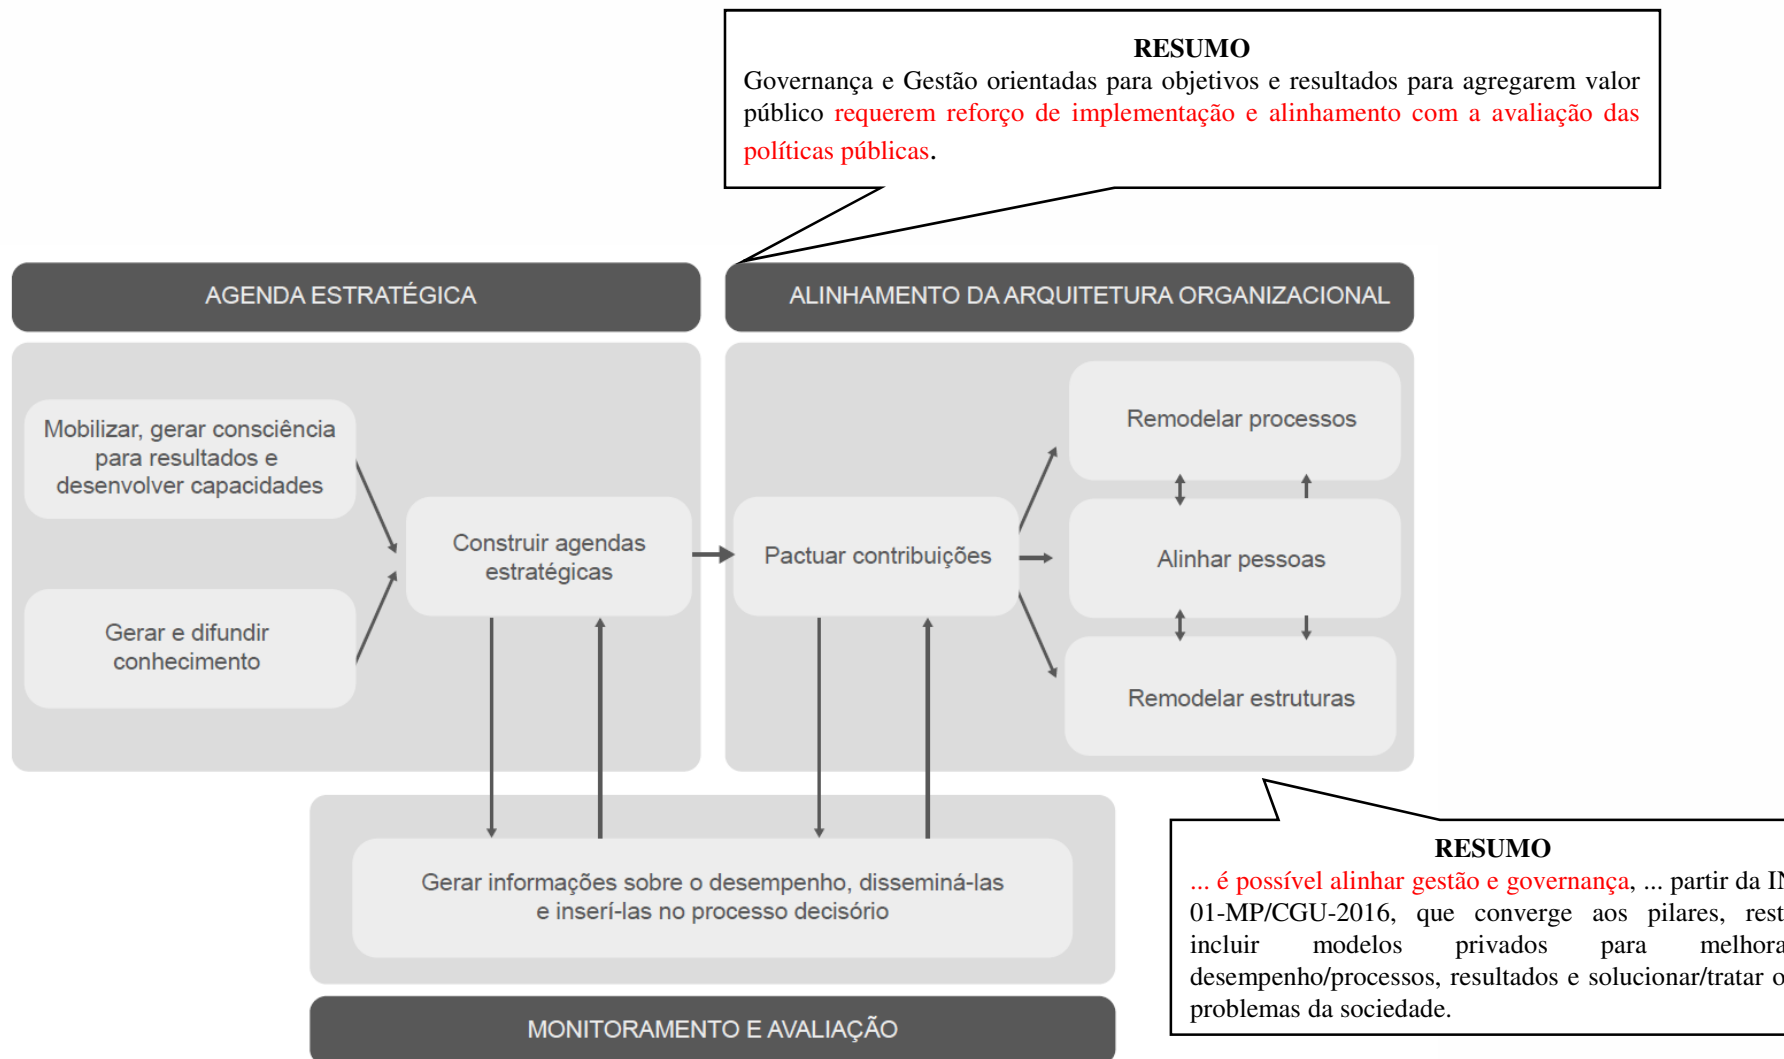 RESUMO
Governança e Gestão orientadas para objetivos e resultados para agregarem valor
público requerem reforço de implementação e alinhamento com a avaliação das
políticas públicas.
AGENDA ESTRATÉGICA
ALINHAMENTO DA ARQUITETURA ORGANIZACIONAL
Mobilizar, gerar consciência
para resultados e
desenvolver capacidades
Gerar e difundir
conhecimento
Construir agendas
estratégicas
Pactuar contribuições
Remodelar processos
Alinhar pessoas
Remodelar estruturas
Gerar informações sobre o desempenho, disseminá-las
e inserí-las no processo decisório
MONITORAMENTO E AVALIAÇÃO
RESUMO
... é possível alinhar gestão e governança, ... partir da
01-MP/CGU-2016, que converge aos pilares,
incluir modelos privados para
desempenho/processos, resultados e solucionar/tratar
problemas da sociedade.